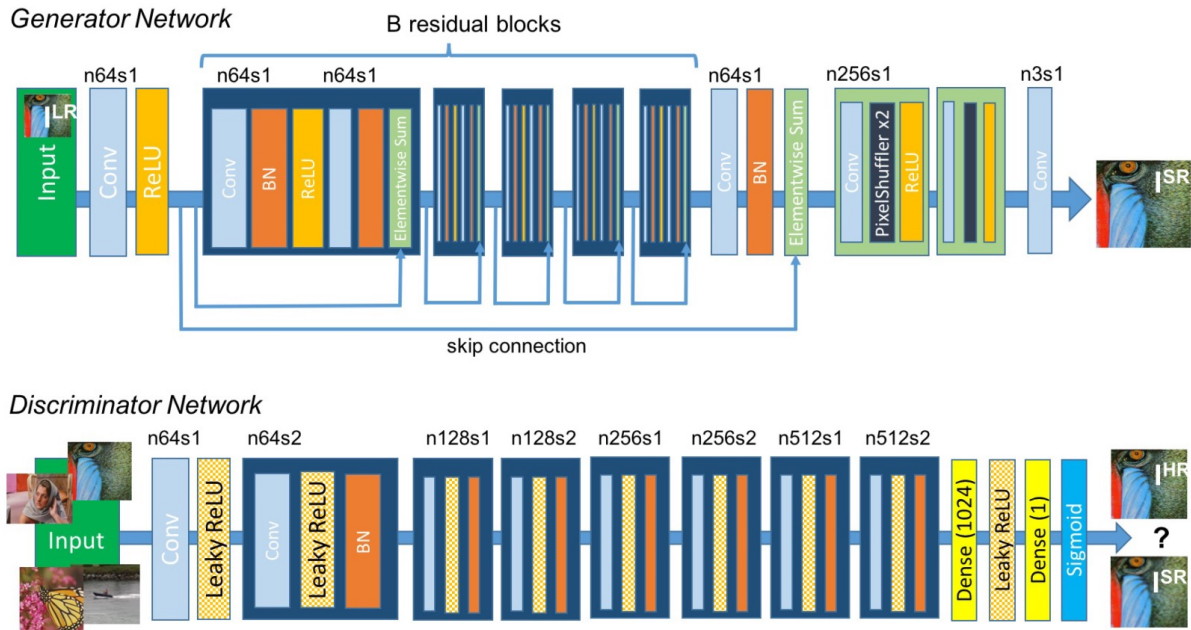 Generator Network
B residual blocks
n64s1
n64s1
n64s1
n64s1
n256s1
n3s1
I^LR
Input
Conv
ReLU
Conv
BN
ReLU
Elementwise Sum
Conv
BN
Elementwise Sum
Conv
PixelShuffler x2
ReLU
Conv
I^SR
skip connection
Discriminator Network
n64s1
n64s2
n128s1
n128s2
n256s1
n256s2
n512s1
n512s2
Input
Conv
Leaky ReLU
Conv
Leaky ReLU
BN
Dense (1024)
Leaky ReLU
Dense (1)
Sigmoid
I^HR
?
I^SR